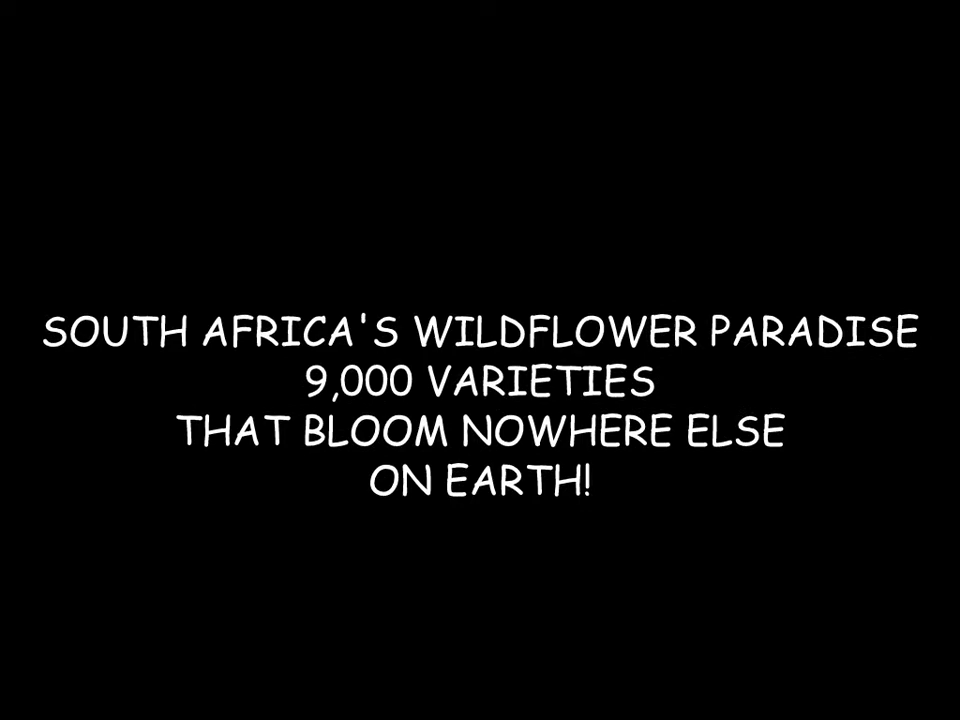 SOUTH AFRICA'S WILDFLOWER PARADISE
9,000 VARIETIES
THAT BLOOM NOWHERE ELSE
ON EARTH!